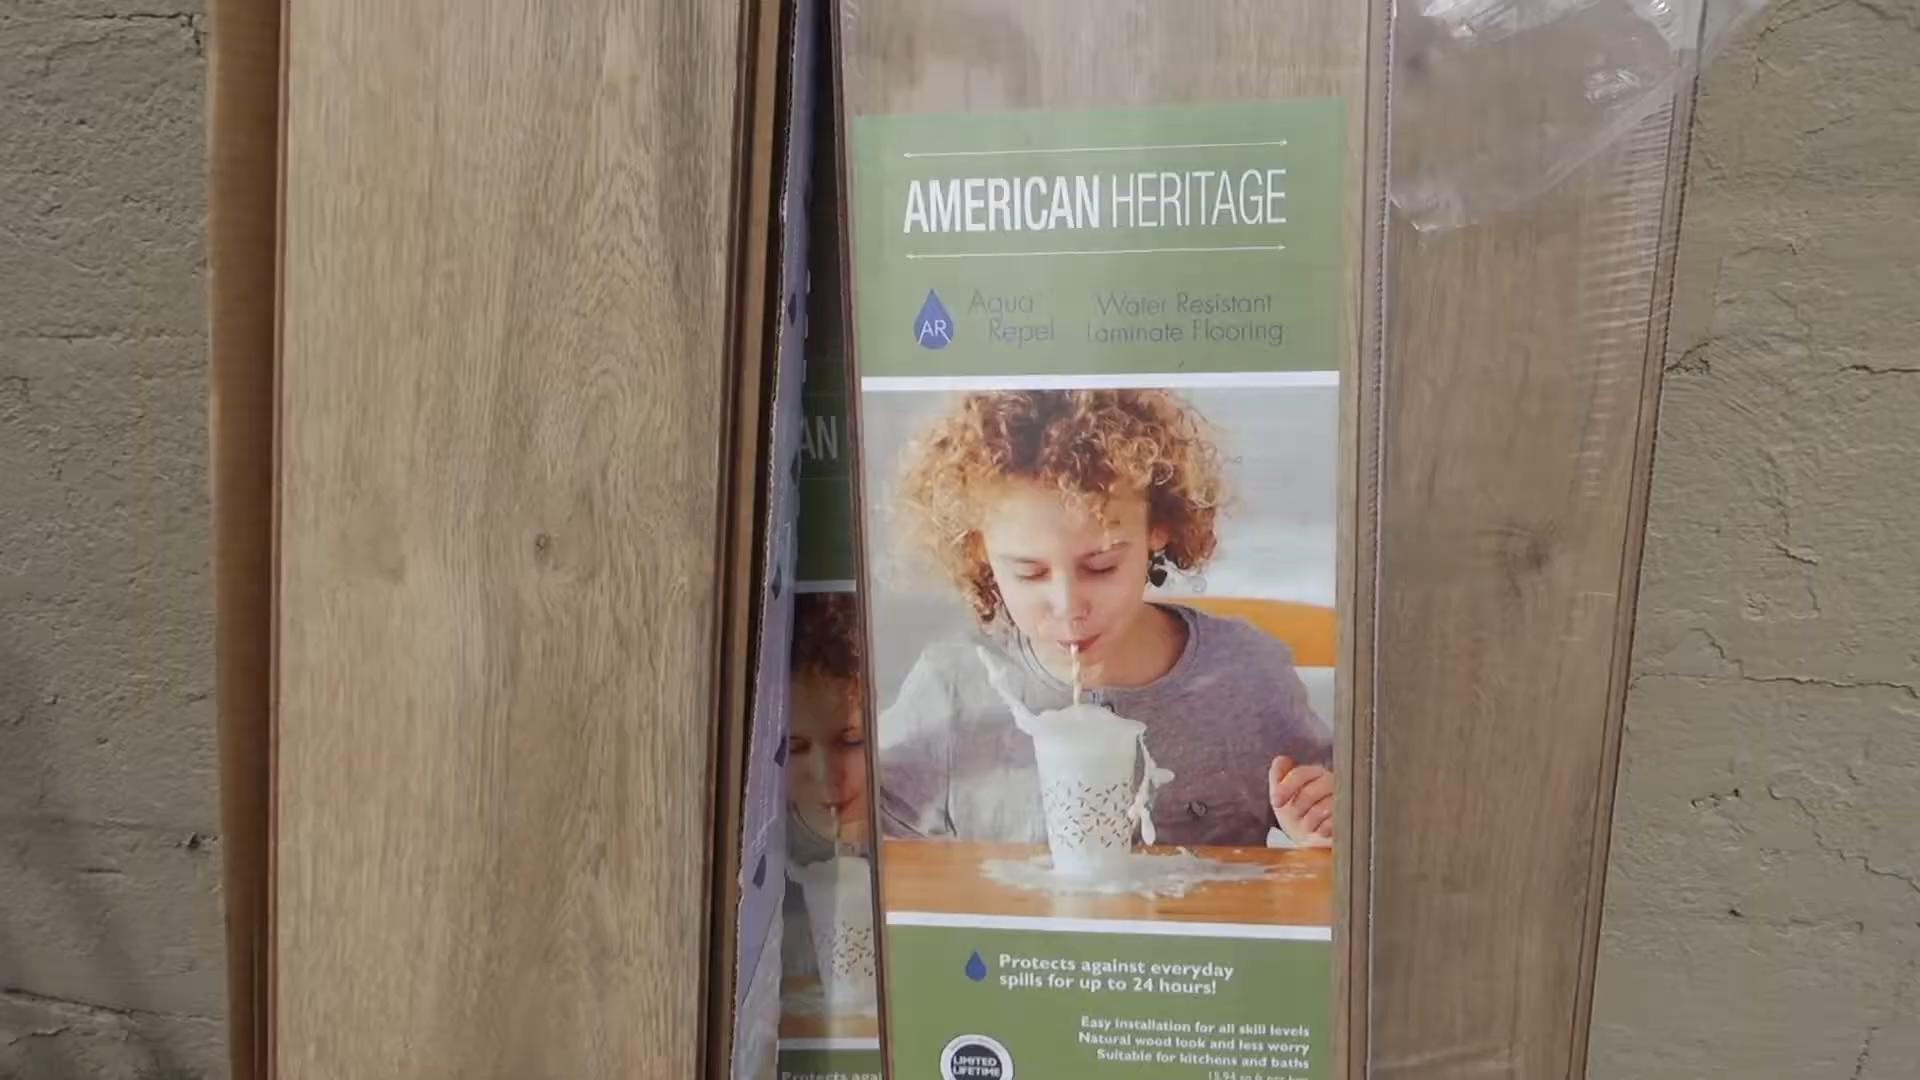 AMERICAN HERITAGE
AR
Aqua
Repel
Water Resistant
Laminate Flooring
AN
Protects against everyday
spills for up to 24 hours!
Easy Installation for all skill levels
Natural wood look and less worry
Suitable for kitchens and baths
LIMITED
LIFETIME
Protects agai